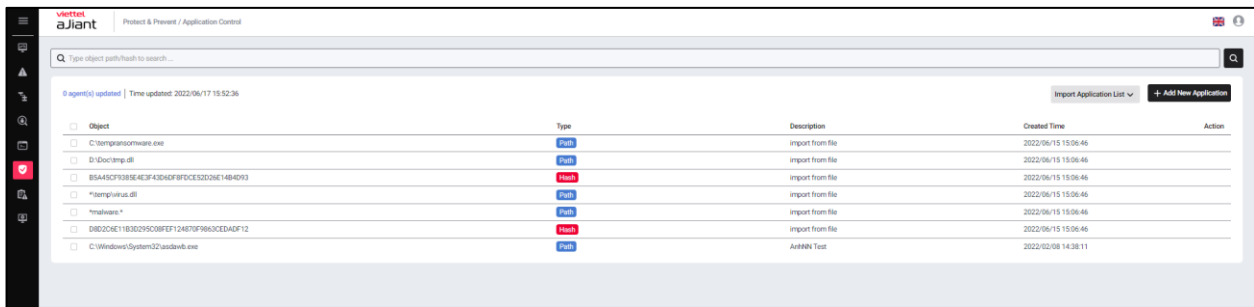 viettel
aJiant
Protect & Prevent / Application Control
Type object path/hash to search ...
0 agent(s) updated | Time updated: 2022/06/17 15:52:36
Import Application List
+ Add New Application
Object Type Description Created Time Action
C:\tempransomware.exe Path import from file 2022/06/15 15:06:46
D:\Doc\tmp.dll Path import from file 2022/06/15 15:06:46
B5A45CF9385E4E3F43D6DF8FDCE52D26E14B4D93 Hash import from file 2022/06/15 15:06:46
*\temp\virus.dll Path import from file 2022/06/15 15:06:46
*malware.* Path import from file 2022/06/15 15:06:46
D8D2C6E11B3D295C08FEF124870F9863CEDADF12 Hash import from file 2022/06/15 15:06:46
C:\Windows\System32\asdawb.exe Path AnhNN Test 2022/02/08 14:38:11